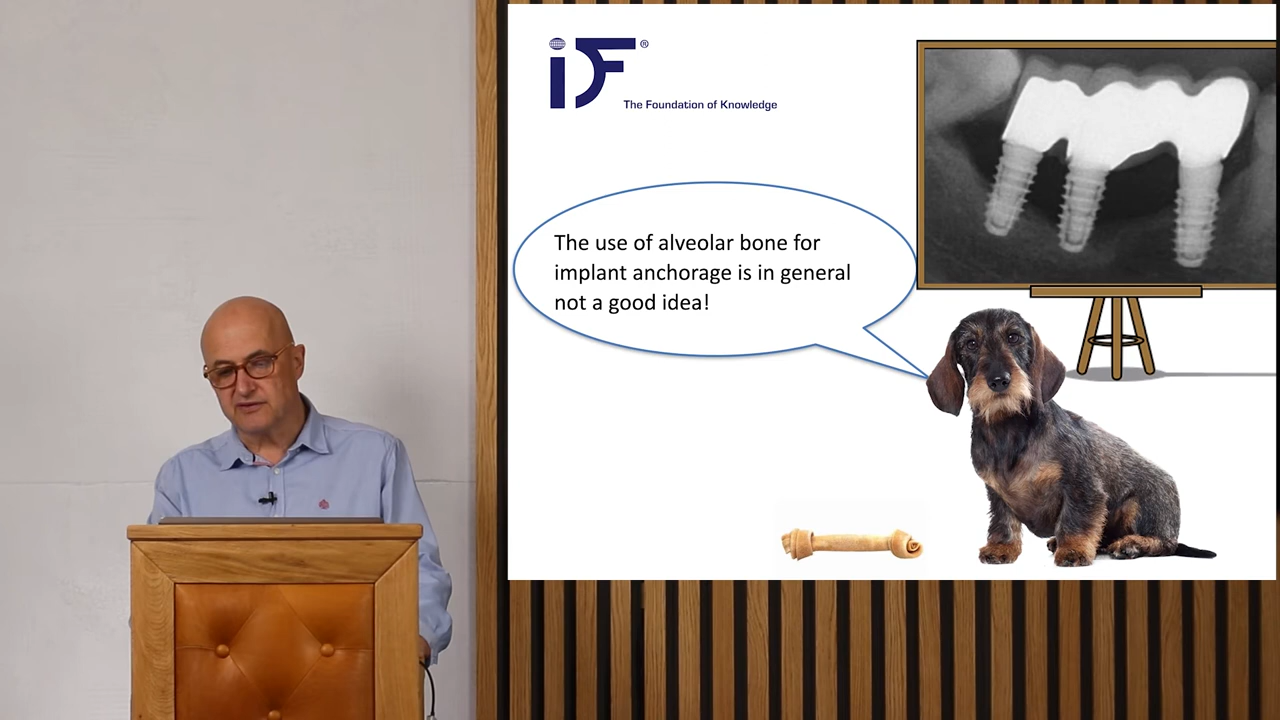 iF®
The Foundation of Knowledge
The use of alveolar bone for
implant anchorage is in general
not a good idea!